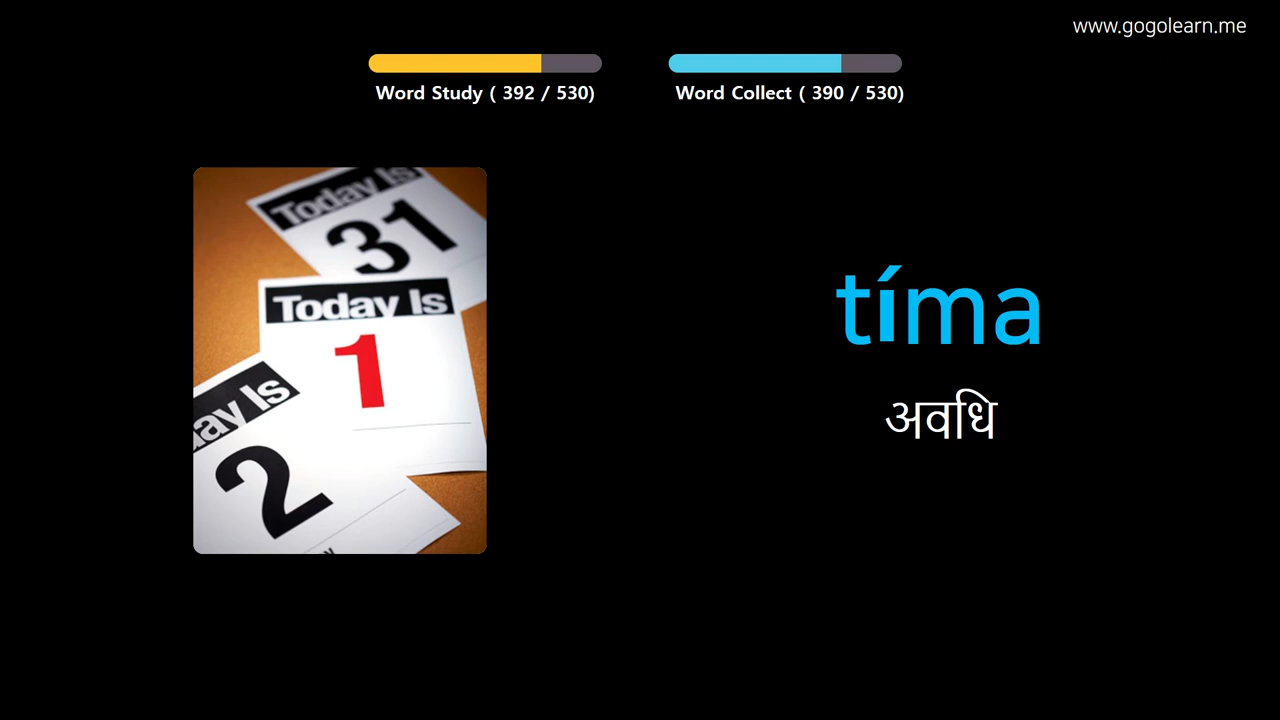 www.gogolearn.me
Word Study ( 392 / 530)
Word Collect ( 390 / 530)
Today Is
31
Today Is
1
day Is
2
tíma
अवधि